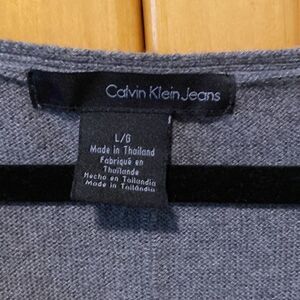 Calvin Klein Jeans
L/G
Made in Thailand
Fabriqué en
Thaïlande
Hecho en Tailandia
Made in Tailândia